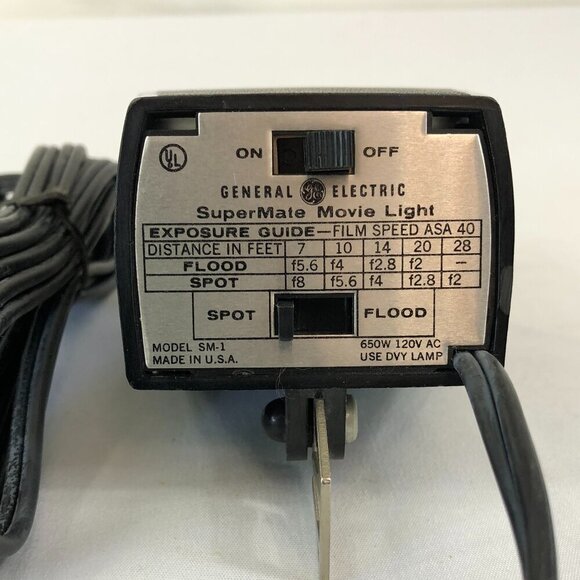 UL
ON OFF
GENERAL GE ELECTRIC
SuperMate Movie Light
EXPOSURE GUIDE—FILM SPEED ASA 40
DISTANCE IN FEET 7 10 14 20 28
FLOOD f5.6 f4 f2.8 f2 —
SPOT f8 f5.6 f4 f2.8 f2
SPOT FLOOD
MODEL SM-1 650W 120V AC
MADE IN U.S.A. USE DVY LAMP